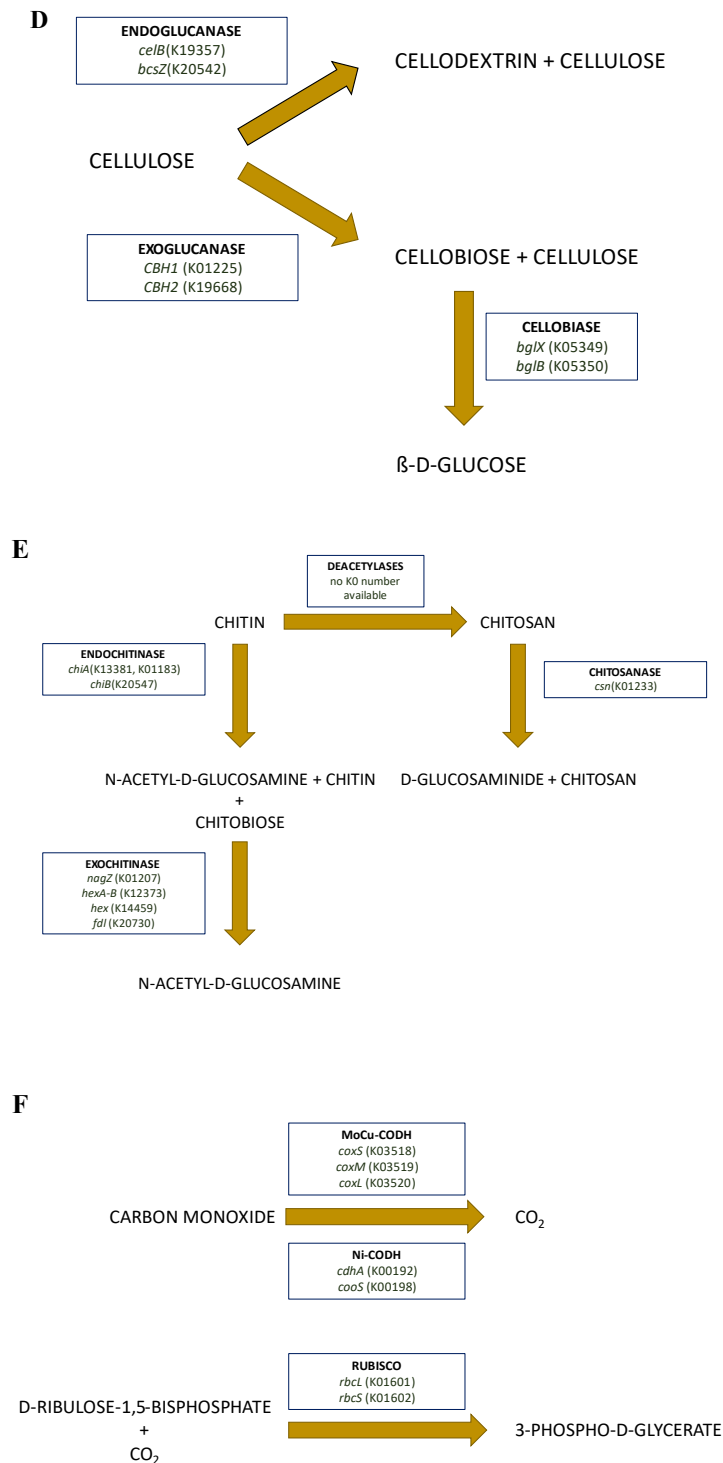 D
ENDOGLUCANASE
celB(K19357)
bcsZ(K20542)
CELLODEXTRIN + CELLULOSE
CELLULOSE
EXOGLUCANASE
CBH1 (K01225)
CBH2 (K19668)
CELLOBIOSE + CELLULOSE
CELLOBIASE
bglX (K05349)
bglB (K05350)
ß-D-GLUCOSE
E
DEACETYLASES
no K0 number
available
CHITIN
CHITOSAN
ENDOCHITINASE
chiA(K13381, K01183)
chiB(K20547)
CHITOSANASE
csn(K01233)
N-ACETYL-D-GLUCOSAMINE + CHITIN
+
CHITOBIOSE
D-GLUCOSAMINIDE + CHITOSAN
EXOCHITINASE
nagZ (K01207)
hexA-B (K12373)
hex (K14459)
fdl (K20730)
N-ACETYL-D-GLUCOSAMINE
F
MoCu-CODH
coxS (K03518)
coxM (K03519)
coxL (K03520)
CARBON MONOXIDE
CO₂
Ni-CODH
cdhA (K00192)
cooS (K00198)
RUBISCO
rbcL (K01601)
rbcS (K01602)
D-RIBULOSE-1,5-BISPHOSPHATE
+
CO₂
3-PHOSPHO-D-GLYCERATE